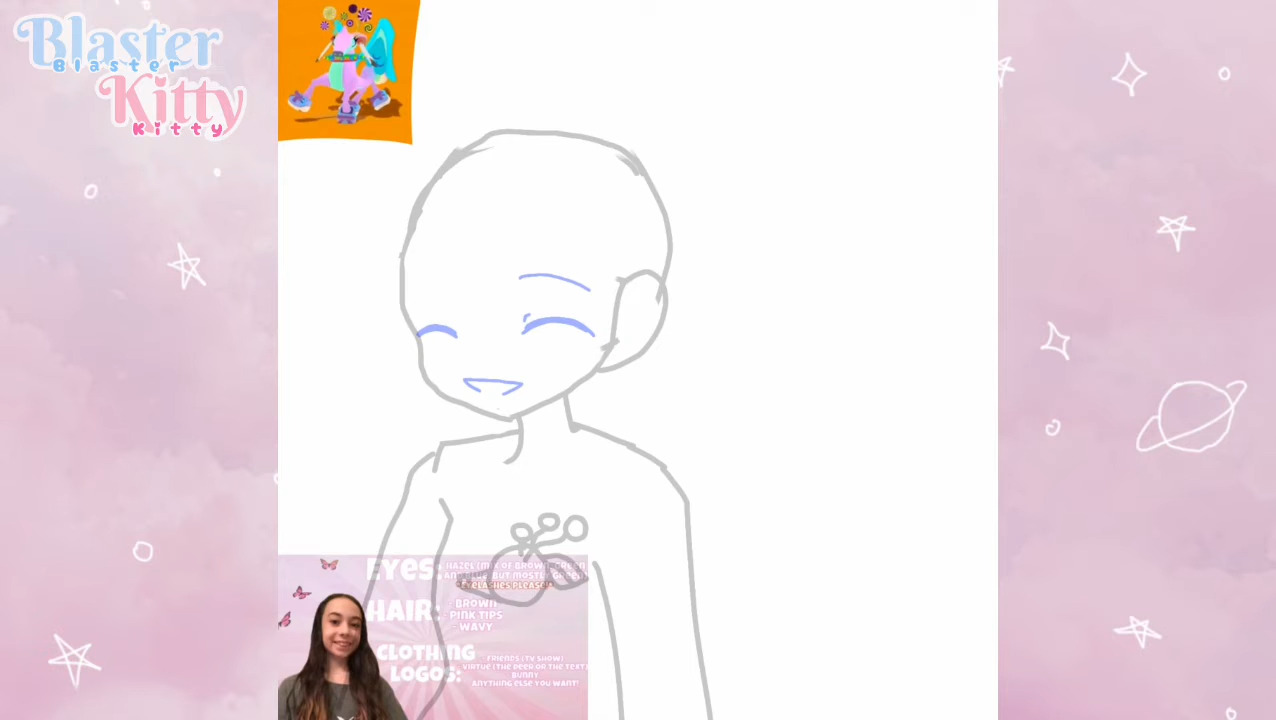 Blaster
Blaster
Kitty
Kitty
EYES:
HAZEL (MIX OF BROWN, GREEN
BUT MOSTLY GREEN)
EYELASHES PLEASE!
HAIR:
- BROWN
- PINK TIPS
- WAVY
CLOTHING
LOGOS:
- FRIENDS (TV SHOW)
VIRTUE (THE DEER OR THE TEXT)
BUNNY
ANYTHING ELSE YOU WANT!